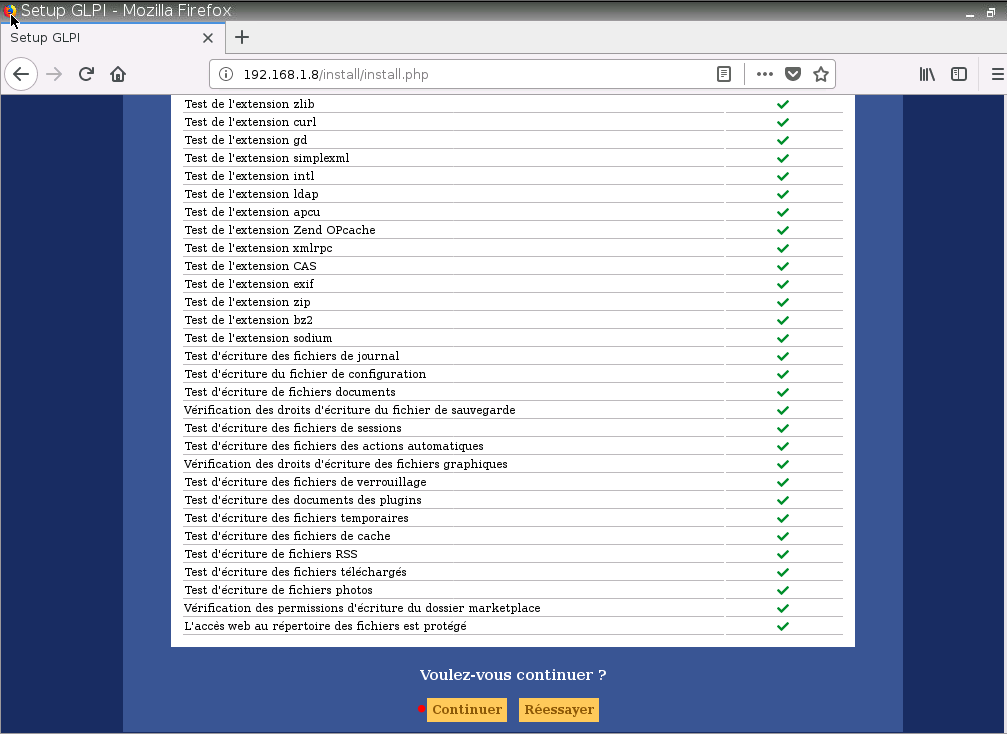 Setup GLPI - Mozilla Firefox
Setup GLPI
192.168.1.8/install/install.php
Test de l'extension zlib
Test de l'extension curl
Test de l'extension gd
Test de l'extension simplexml
Test de l'extension intl
Test de l'extension ldap
Test de l'extension apcu
Test de l'extension Zend OPcache
Test de l'extension xmlrpc
Test de l'extension CAS
Test de l'extension exif
Test de l'extension zip
Test de l'extension bz2
Test de l'extension sodium
Test d'écriture des fichiers de journal
Test d'écriture du fichier de configuration
Test d'écriture de fichiers documents
Vérification des droits d'écriture du fichier de sauvegarde
Test d'écriture des fichiers de sessions
Test d'écriture des fichiers des actions automatiques
Vérification des droits d'écriture des fichiers graphiques
Test d'écriture des fichiers de verrouillage
Test d'écriture des documents des plugins
Test d'écriture des fichiers temporaires
Test d'écriture des fichiers de cache
Test d'écriture de fichiers RSS
Test d'écriture des fichiers téléchargés
Test d'écriture de fichiers photos
Vérification des permissions d'écriture du dossier marketplace
L'accès web au répertoire des fichiers est protégé
Voulez-vous continuer ?
Continuer Réessayer